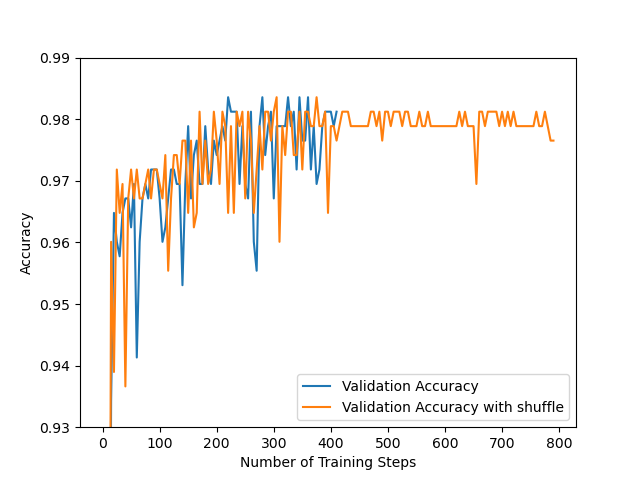 0.99
0.98
0.97
0.96
0.95
0.94
0.93
Accuracy
Validation Accuracy
Validation Accuracy with shuffle
0 100 200 300 400 500 600 700 800
Number of Training Steps